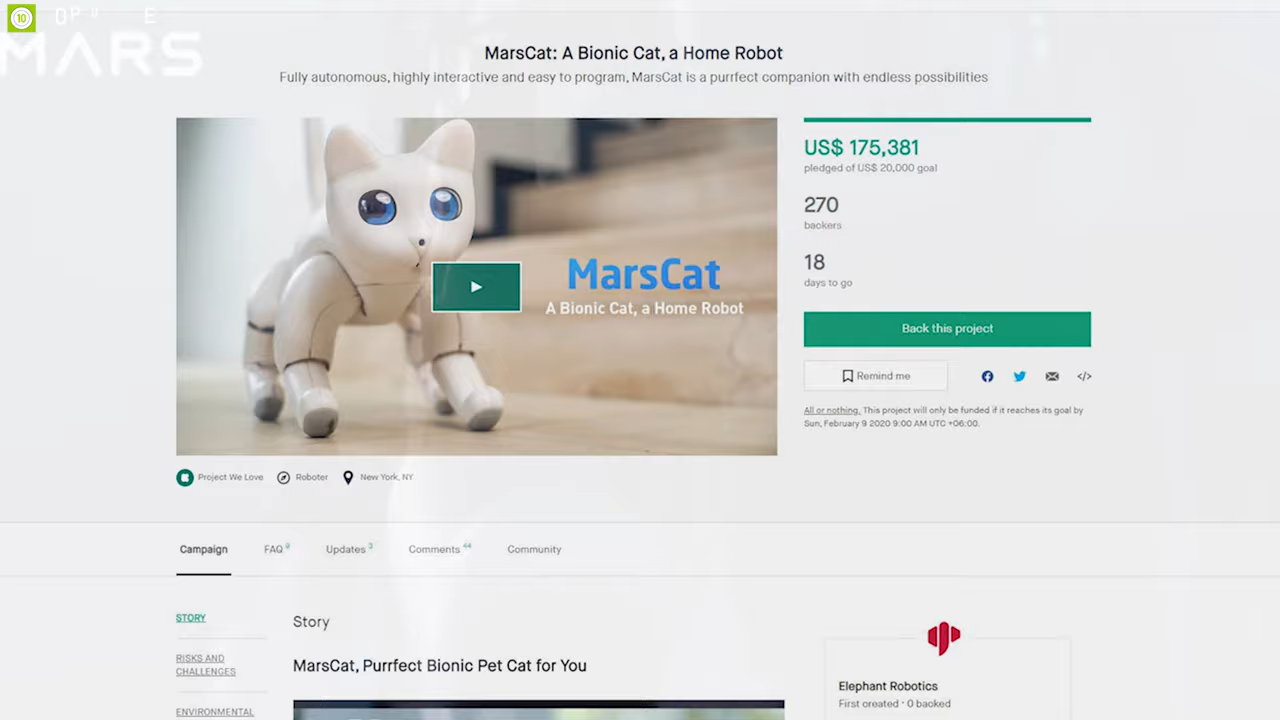 10
MARS
MarsCat: A Bionic Cat, a Home Robot
Fully autonomous, highly interactive and easy to program, MarsCat is a purrfect companion with endless possibilities
MarsCat
A Bionic Cat, a Home Robot
US$ 175,381
pledged of US$ 20,000 goal
270
backers
18
days to go
Back this project
Remind me
</>
All or nothing. This project will only be funded if it reaches its goal by
Sun, February 9 2020 9:00 AM UTC +06:00.
Project We Love
Roboter
New York, NY
Campaign
FAQ 9
Updates 3
Comments 44
Community
STORY
RISKS AND
CHALLENGES
ENVIRONMENTAL
Story
MarsCat, Purrfect Bionic Pet Cat for You
Elephant Robotics
First created · 0 backed